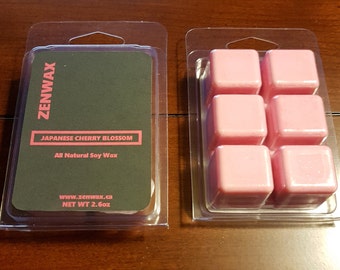 ZENWAX
JAPANESE CHERRY BLOSSOM
All Natural Soy Wax
www.zenwax.ca
NET WT 2.6oz